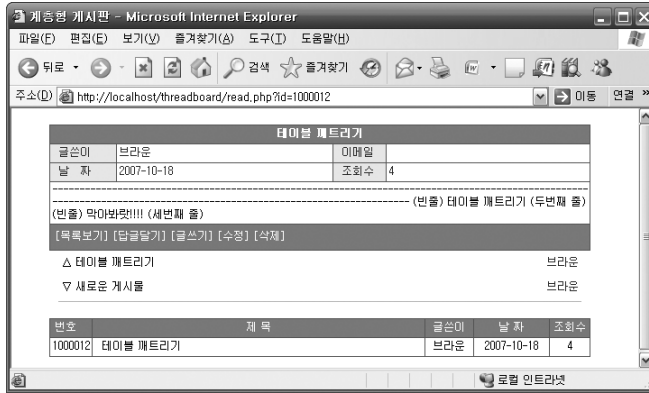 계층형 게시판 - Microsoft Internet Explorer
파일(F) 편집(E) 보기(V) 즐겨찾기(A) 도구(T) 도움말(H)
뒤로 검색 즐겨찾기
주소(D) http://localhost/threadboard/read.php?id=1000012 이동 연결 »
테이블 깨트리기
글쓴이 브라운 이메일
날 짜 2007-10-18 조회수 4
--------------------------------------------------------------------------------------------
------------------------------------------------------------- (빈줄) 테이블 깨트리기 (두번째 줄)
(빈줄) 막아봐랏!!!! (세번째 줄)
[목록보기] [답글달기] [글쓰기] [수정] [삭제]
△ 테이블 깨트리기 브라운
▽ 새로운 게시물 브라운
번호 제 목 글쓴이 날 짜 조회수
1000012 테이블 깨트리기 브라운 2007-10-18 4
로컬 인트라넷